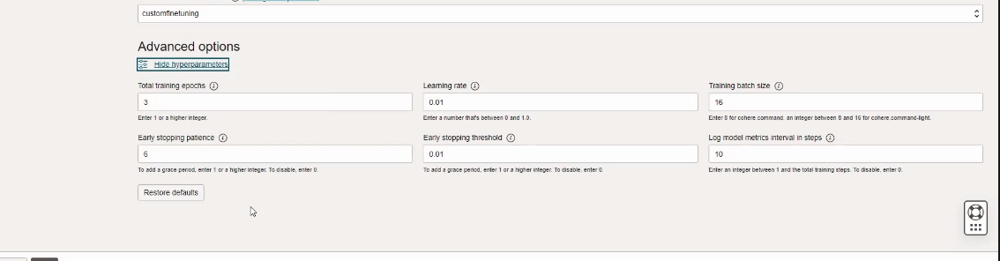 customfinetuning
Advanced options
Hide hyperparameters
Total training epochs
Learning rate
Training batch size
3
0.01
16
Enter 1 or a higher integer.
Enter a number that's between 0 and 1.0.
Enter 8 for cohere.command, an integer between 8 and 16 for cohere.command-light.
Early stopping patience
Early stopping threshold
Log model metrics interval in steps
6
0.01
10
To add a grace period, enter 1 or a higher integer. To disable, enter 0.
To add a grace period, enter 1 or a higher integer. To disable, enter 0.
Enter an integer between 1 and the total training steps. To disable, enter 0.
Restore defaults